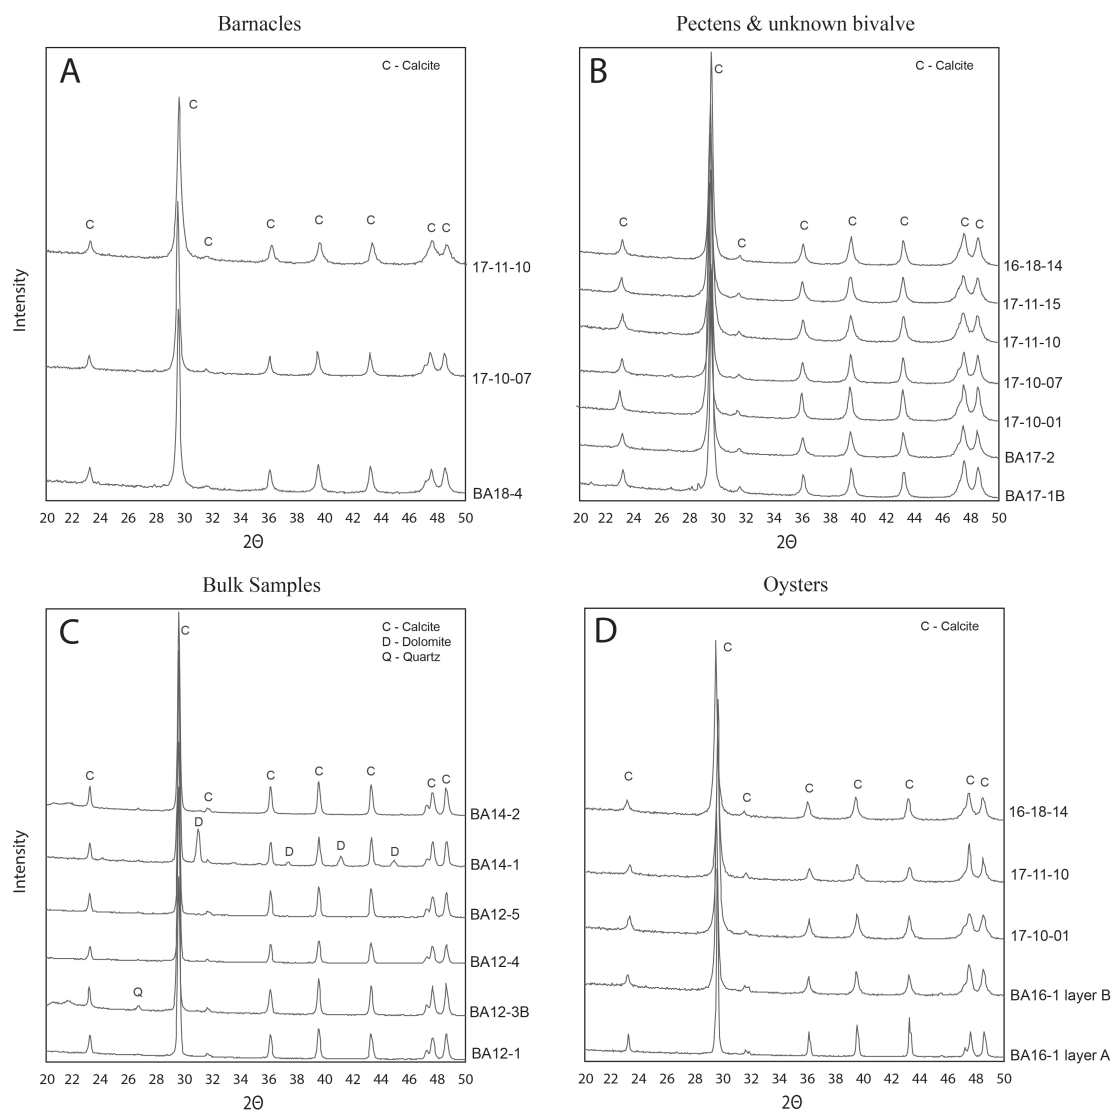 Barnacles
A
C - Calcite
C
C
C
C
C
C
C
C
17-11-10
17-10-07
BA18-4
Intensity
20 22 24 26 28 30 32 34 36 38 40 42 44 46 48 50
2Θ
Pectens & unknown bivalve
B
C - Calcite
C
C
C
C
C
C
C
C
16-18-14
17-11-15
17-11-10
17-10-07
17-10-01
BA17-2
BA17-1B
20 22 24 26 28 30 32 34 36 38 40 42 44 46 48 50
2Θ
Bulk Samples
C
C - Calcite
D - Dolomite
Q - Quartz
C
C
C
C
C
C
C
C
BA14-2
D
D
D
D
BA14-1
BA12-5
BA12-4
Q
BA12-3B
BA12-1
Intensity
20 22 24 26 28 30 32 34 36 38 40 42 44 46 48 50
2Θ
Oysters
D
C - Calcite
C
C
C
C
C
C
C
C
16-18-14
17-11-10
17-10-01
BA16-1 layer B
BA16-1 layer A
20 22 24 26 28 30 32 34 36 38 40 42 44 46 48 50
2Θ